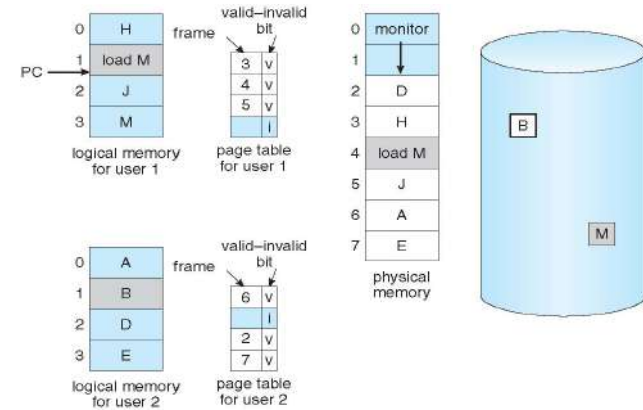 0 H
1 load M
PC
2 J
3 M
logical memory
for user 1
valid–invalid
bit
frame
3 v
4 v
5 v
i
page table
for user 1
0 monitor
1
2 D
3 H
4 load M
5 J
6 A
7 E
physical
memory
B
M
0 A
1 B
2 D
3 E
logical memory
for user 2
valid–invalid
bit
frame
6 v
i
2 v
7 v
page table
for user 2